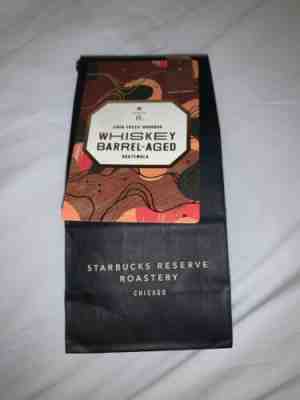 R
WHISKEY
BARREL-AGED
GUATEMALA
STARBUCKS RESERVE
ROASTERY
CHICAGO